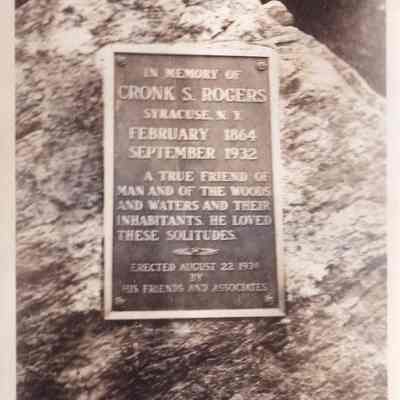 IN MEMORY OF
CRONK S. ROGERS
SYRACUSE, N.Y.
FEBRUARY 1864
SEPTEMBER 1932
A TRUE FRIEND OF
MAN AND OF THE WOODS
AND WATERS AND THEIR
INHABITANTS. HE LOVED
THESE SOLITUDES.
ERECTED AUGUST 22
BY
HIS FRIENDS AND ASSOCIATES